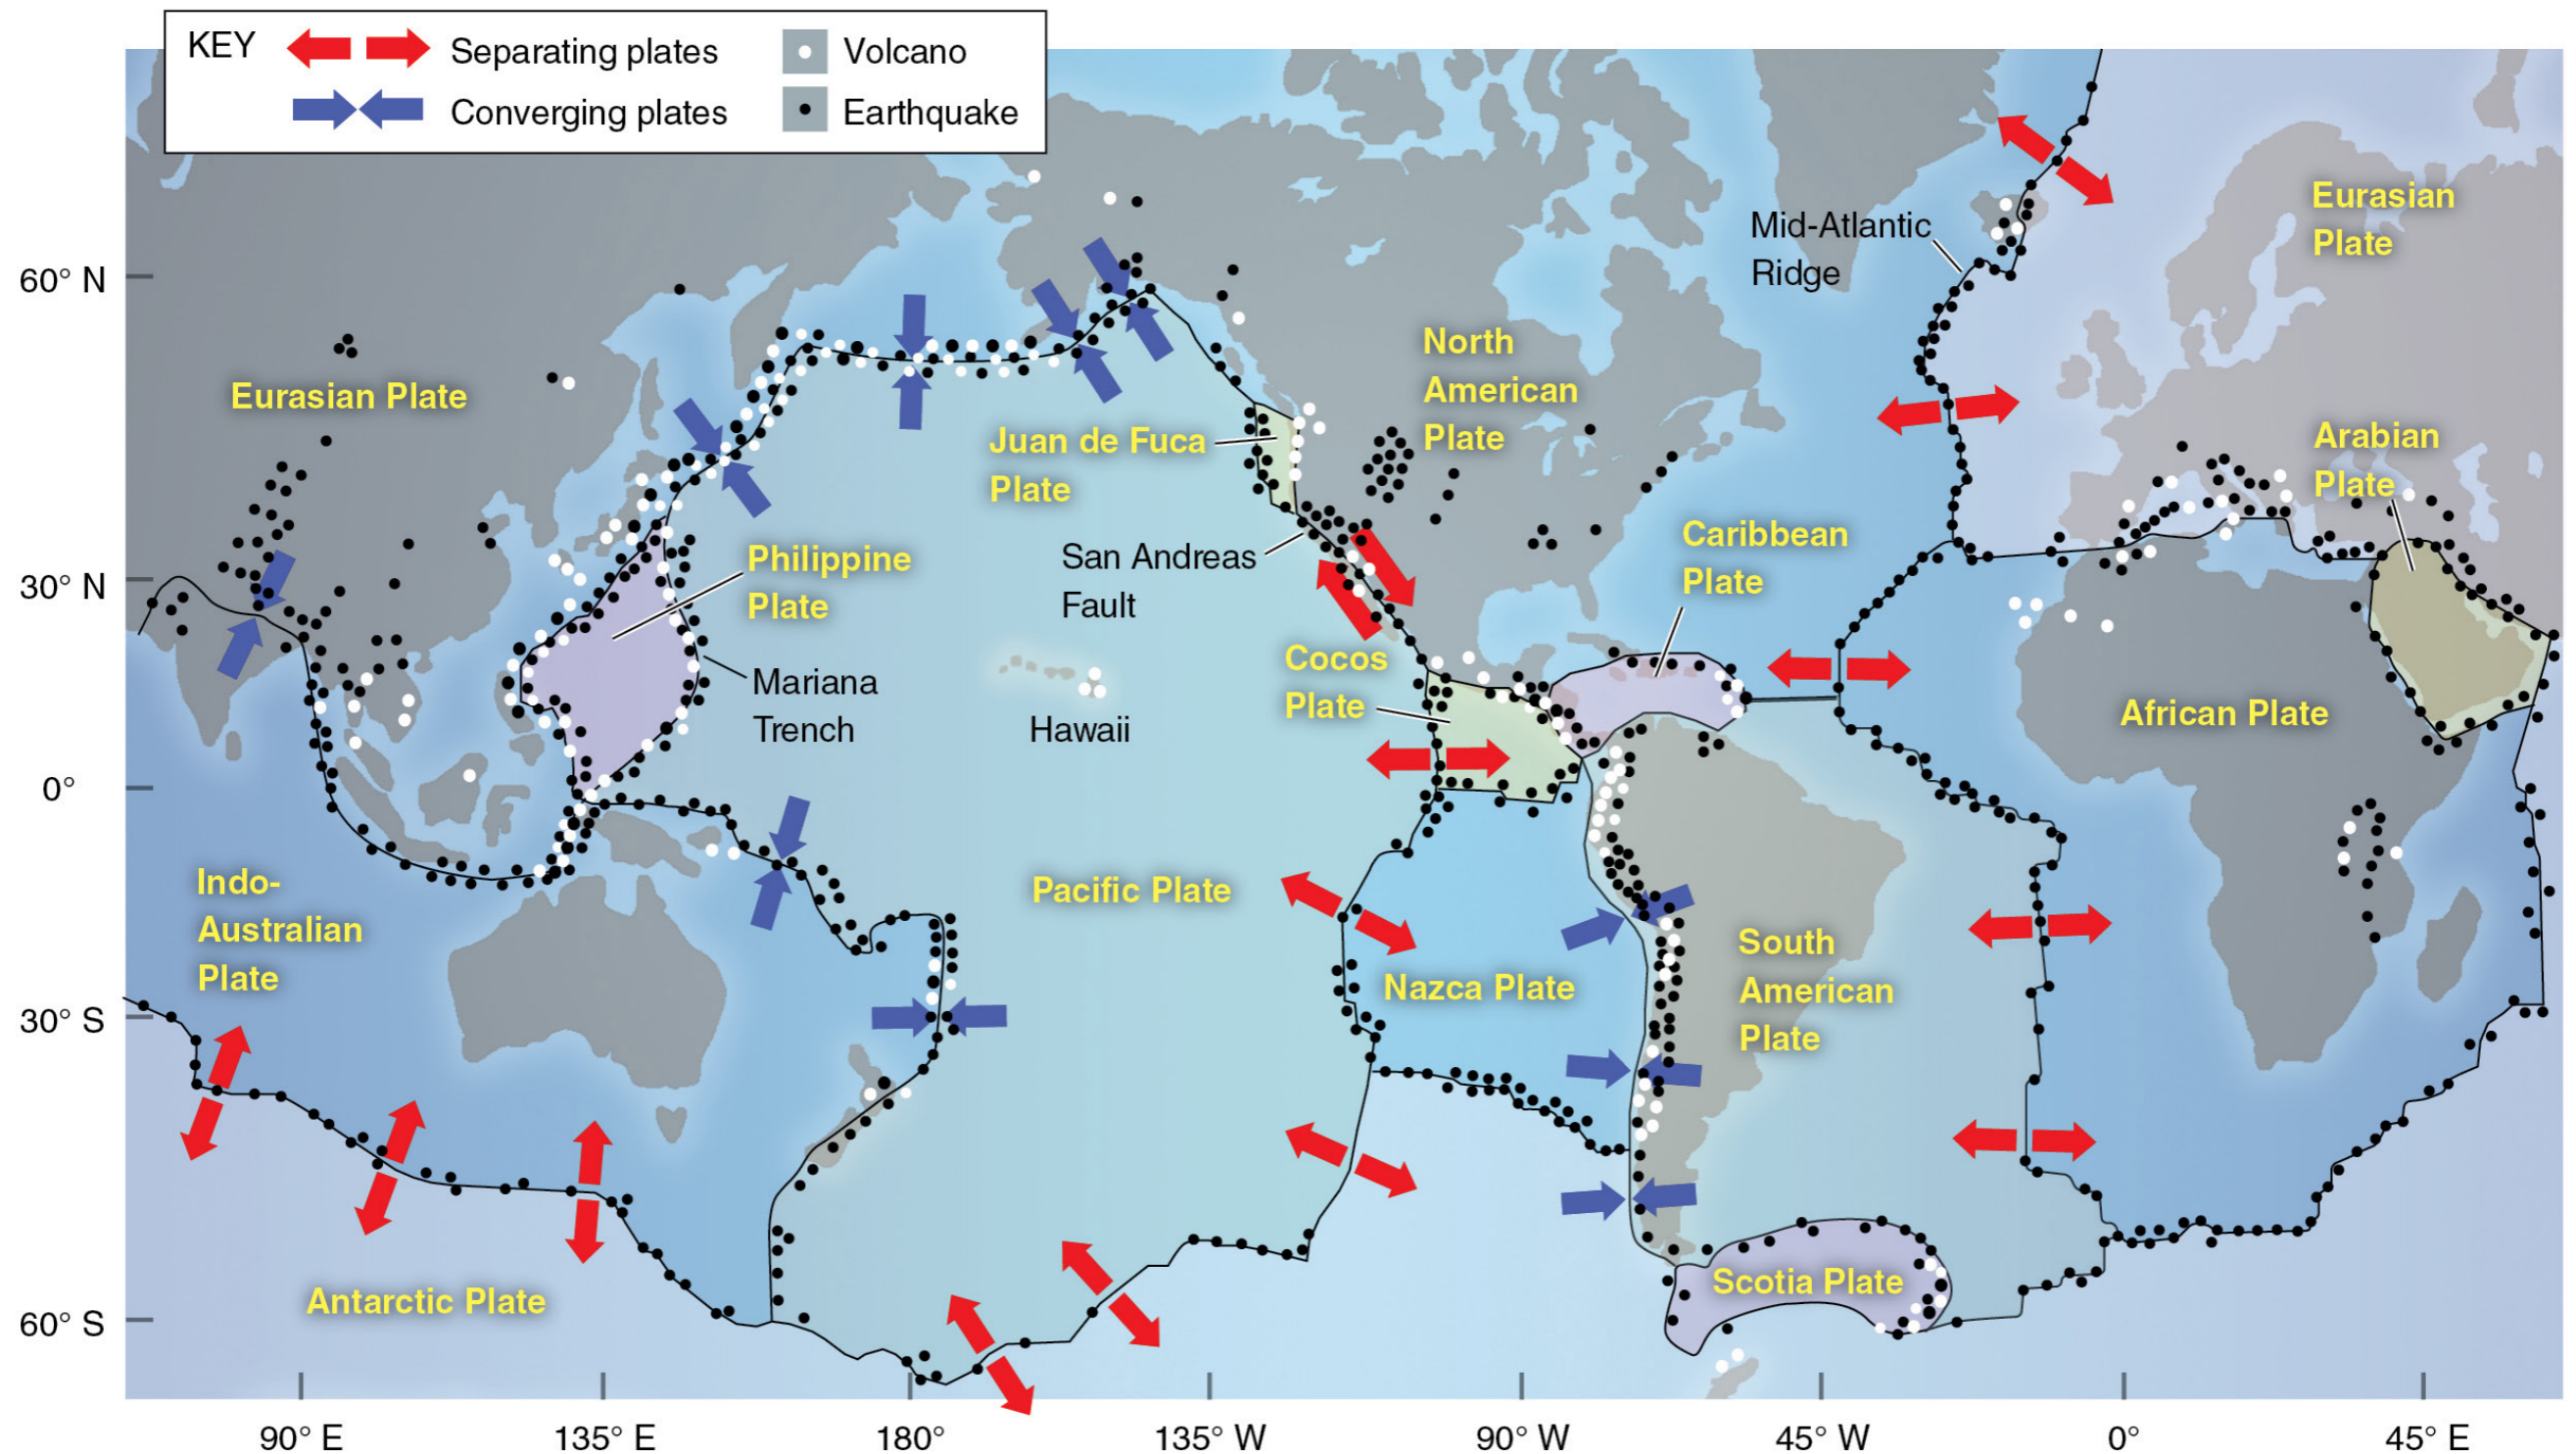 KEY
Separating plates
Converging plates
Volcano
Earthquake
60° N
30° N
0°
30° S
60° S
90° E
135° E
180°
135° W
90° W
45° W
0°
45° E
Eurasian Plate
Philippine
Plate
Mariana
Trench
Indo-
Australian
Plate
Antarctic Plate
Juan de Fuca
Plate
San Andreas
Fault
Hawaii
Pacific Plate
Cocos
Plate
Nazca Plate
North
American
Plate
Caribbean
Plate
South
American
Plate
Scotia Plate
Mid-Atlantic
Ridge
Eurasian
Plate
Arabian
Plate
African Plate